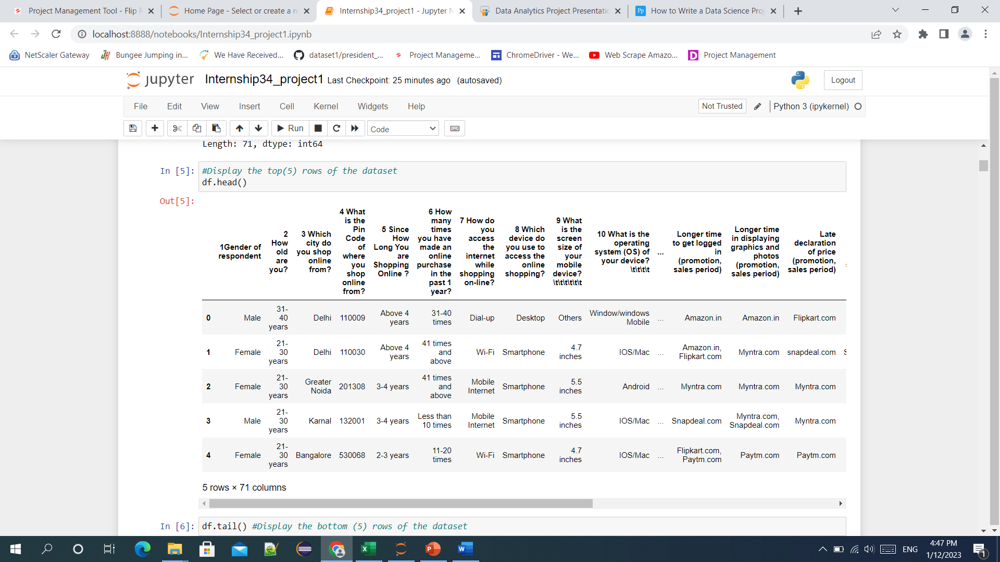 Project Management Tool - Flip R
Home Page - Select or create a n
Internship34_project1 - Jupyter N
Data Analytics Project Presentatic
How to Write a Data Science Proj
localhost:8888/notebooks/Internship34_project1.ipynb
NetScaler Gateway
Bungee Jumping in...
We Have Received...
dataset1/president_...
Project Manageme...
ChromeDriver - We...
Web Scrape Amazo...
Project Management
jupyter Internship34_project1 Last Checkpoint: 25 minutes ago (autosaved)
Logout
File Edit View Insert Cell Kernel Widgets Help
Not Trusted
Python 3 (ipykernel)
Run
Code
Length: 71, dtype: int64
In [5]: #Display the top(5) rows of the dataset
df.head()
Out[5]:
1Gender of
respondent
2
How
old
are
you?
3 Which
city do
you shop
online
from?
4 What
is the
Pin
Code
of
where
you
shop
online
from?
5 Since
How
Long You
are
Shopping
Online ?
6 How
many
times
you have
made an
online
purchase
in the
past 1
year?
7 How do
you
access
the
internet
while
shopping
on-line?
8 Which
device do
you use to
access the
online
shopping?
9 What
is the
screen
size of
your
mobile
device?
\t\t\t\t\t\t
10 What is the
operating
system (OS) of
your device?
\t\t\t\t
...
Longer time
to get logged
in
(promotion,
sales period)
Longer time
in displaying
graphics and
photos
(promotion,
sales period)
Late
declaration
of price
(promotion,
sales period)
0
Male
31-
40
years
Delhi
110009
Above 4
years
31-40
times
Dial-up
Desktop
Others
Window/windows
Mobile
...
Amazon.in
Amazon.in
Flipkart.com
1
Female
21-
30
years
Delhi
110030
Above 4
years
41 times
and
above
Wi-Fi
Smartphone
4.7
inches
IOS/Mac
...
Amazon.in,
Flipkart.com
Myntra.com
snapdeal.com
2
Female
21-
30
years
Greater
Noida
201308
3-4 years
41 times
and
above
Mobile
Internet
Smartphone
5.5
inches
Android
...
Myntra.com
Myntra.com
Myntra.com
3
Male
21-
30
years
Karnal
132001
3-4 years
Less than
10 times
Mobile
Internet
Smartphone
5.5
inches
IOS/Mac
...
Snapdeal.com
Myntra.com,
Snapdeal.com
Myntra.com
4
Female
21-
30
years
Bangalore
530068
2-3 years
11-20
times
Wi-Fi
Smartphone
4.7
inches
IOS/Mac
...
Flipkart.com,
Paytm.com
Paytm.com
Paytm.com
5 rows × 71 columns
In [6]: df.tail() #Display the bottom (5) rows of the dataset
ENG
4:47 PM
1/12/2023
1